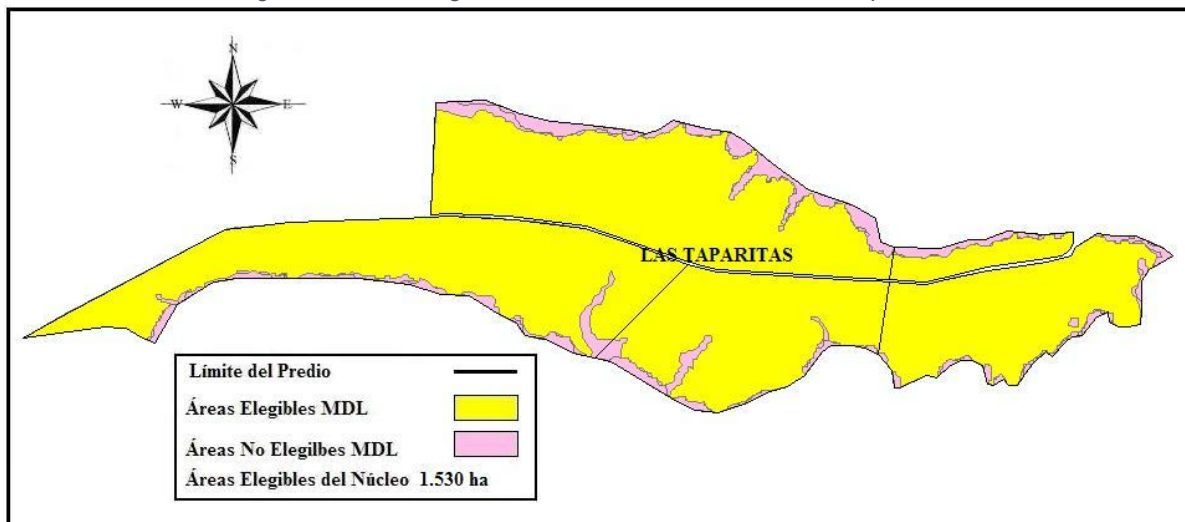 N
W E
S
LAS TAPARITAS
Límite del Predio
Áreas Elegibles MDL
Áreas No Elegilbes MDL
Áreas Elegibles del Núcleo 1.530 ha